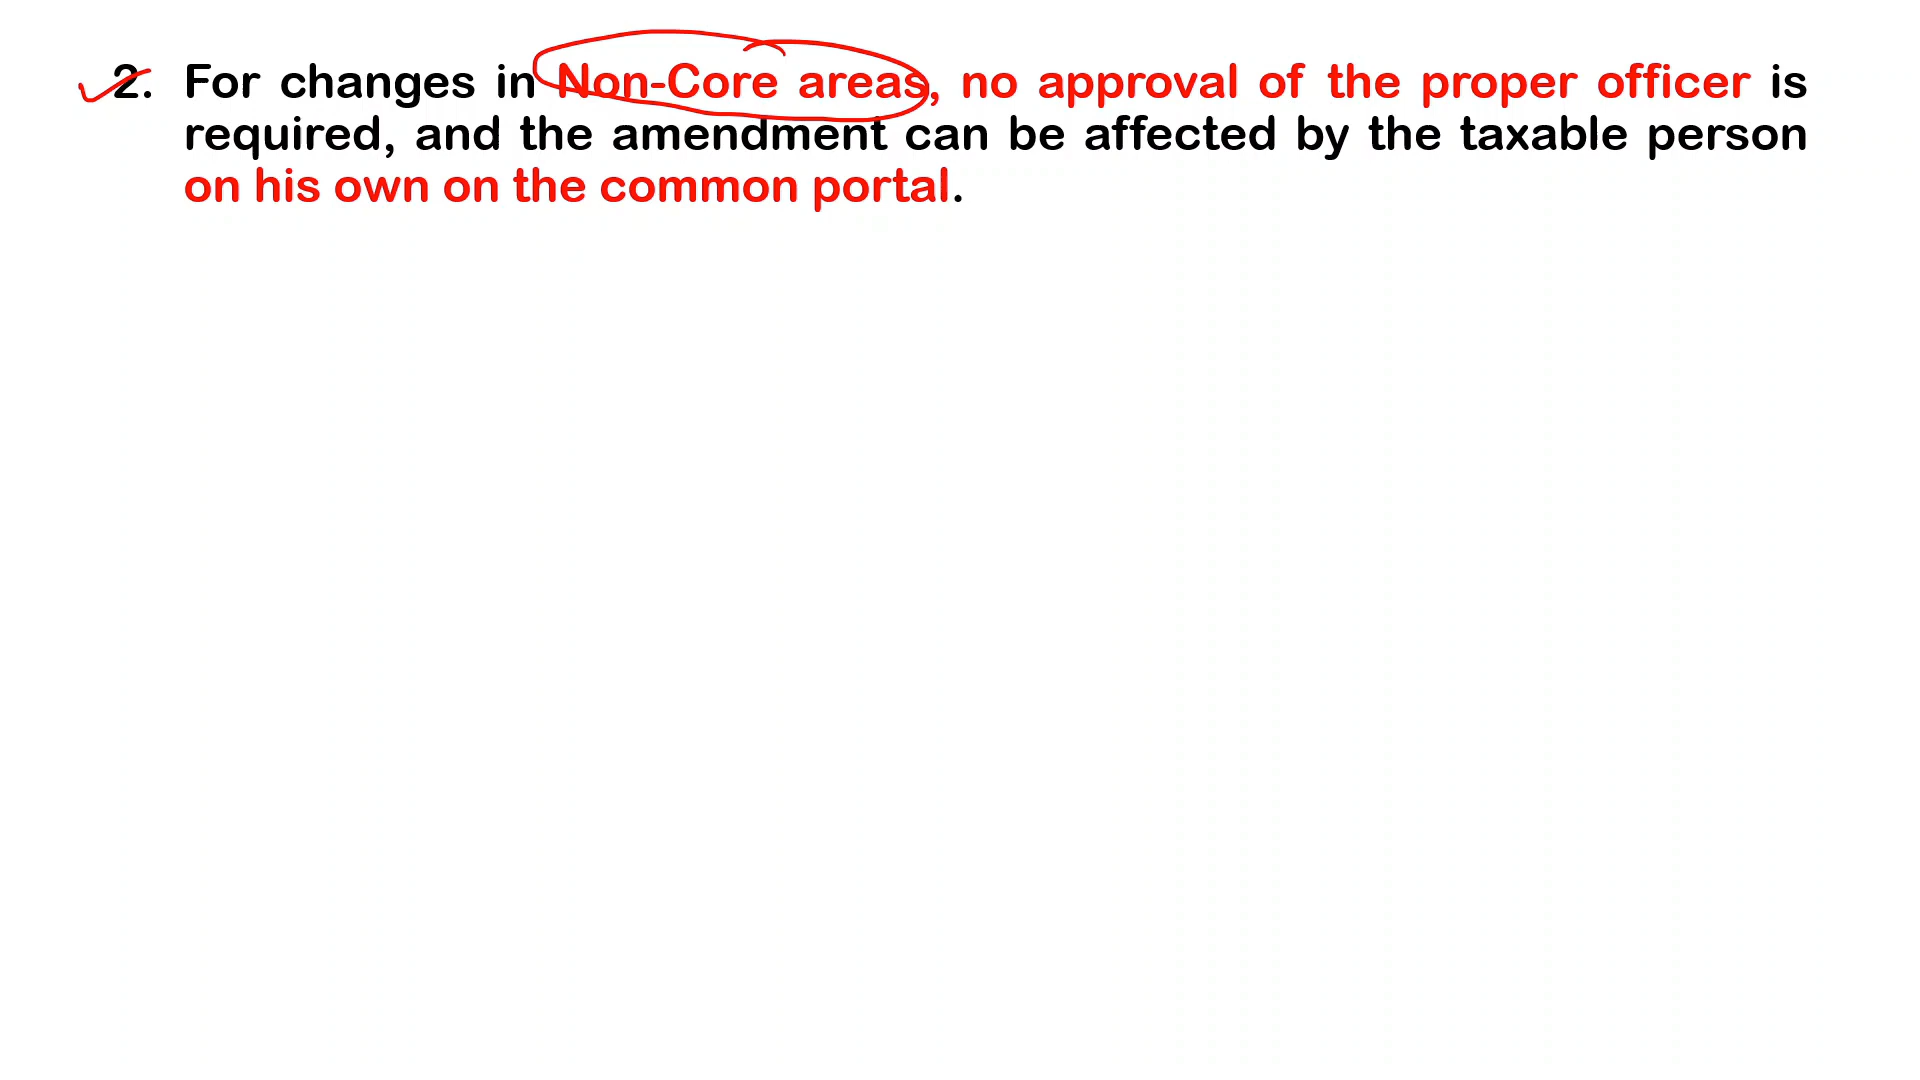 2. For changes in Non-Core areas, no approval of the proper officer is
required, and the amendment can be affected by the taxable person
on his own on the common portal.